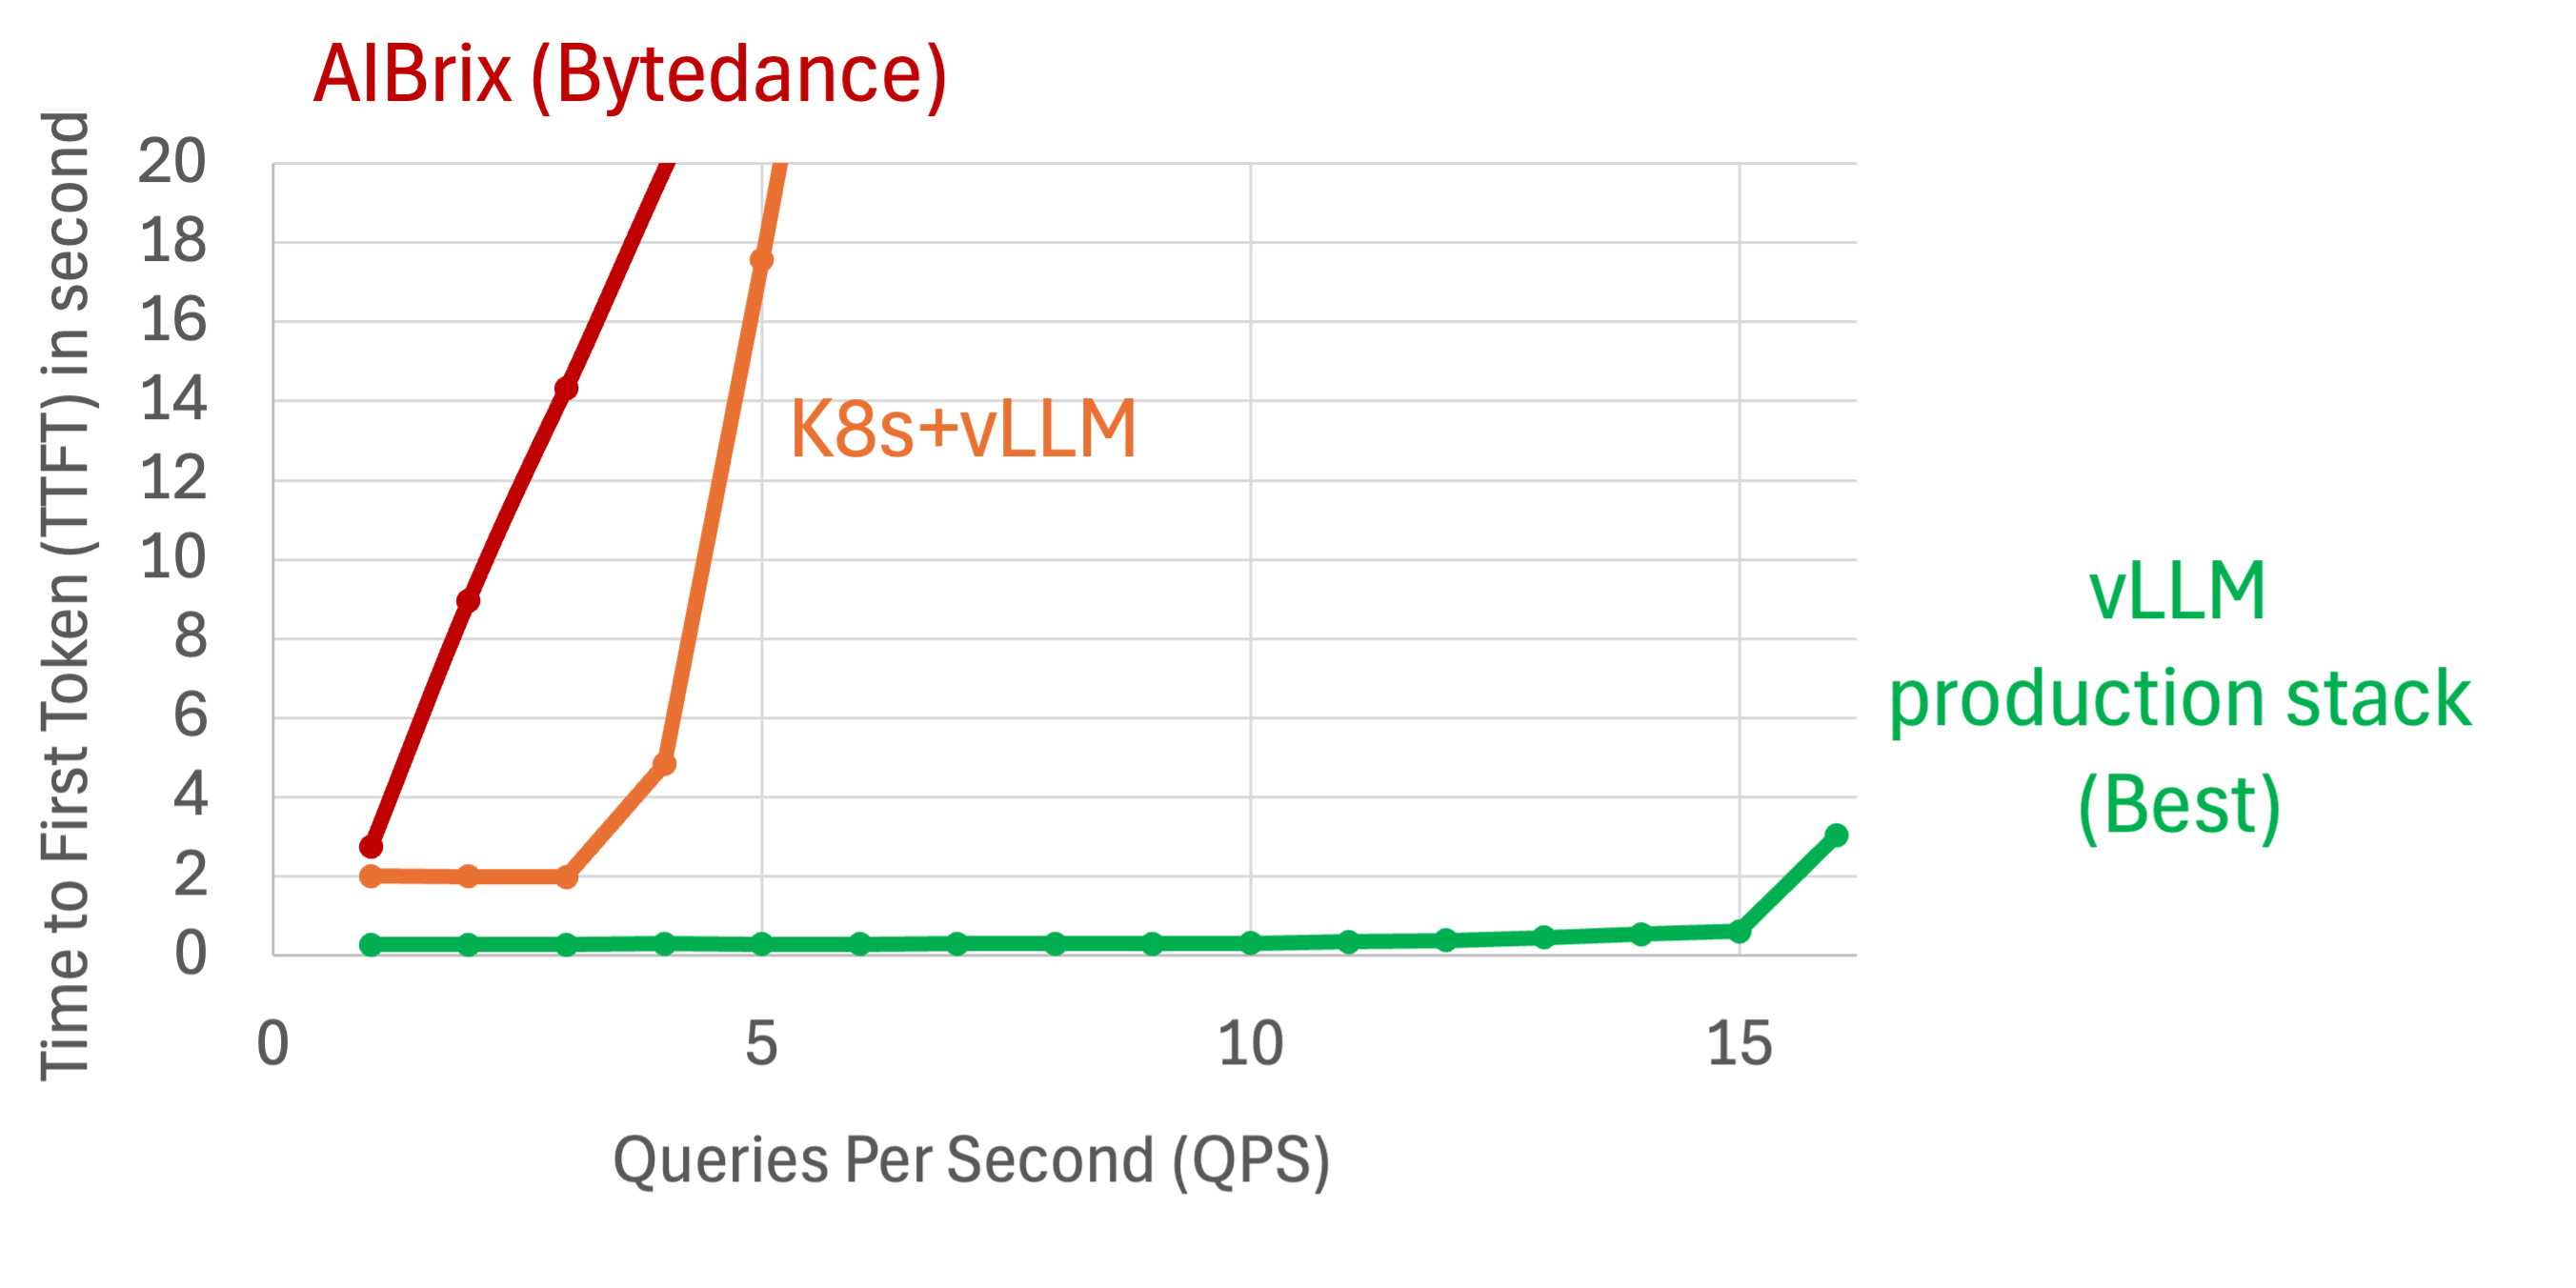 AIBrix (Bytedance)
Time to First Token (TTFT) in second
20
18
16
14
12
10
8
6
4
2
0
K8s+vLLM
vLLM
production stack
(Best)
0 5 10 15
Queries Per Second (QPS)